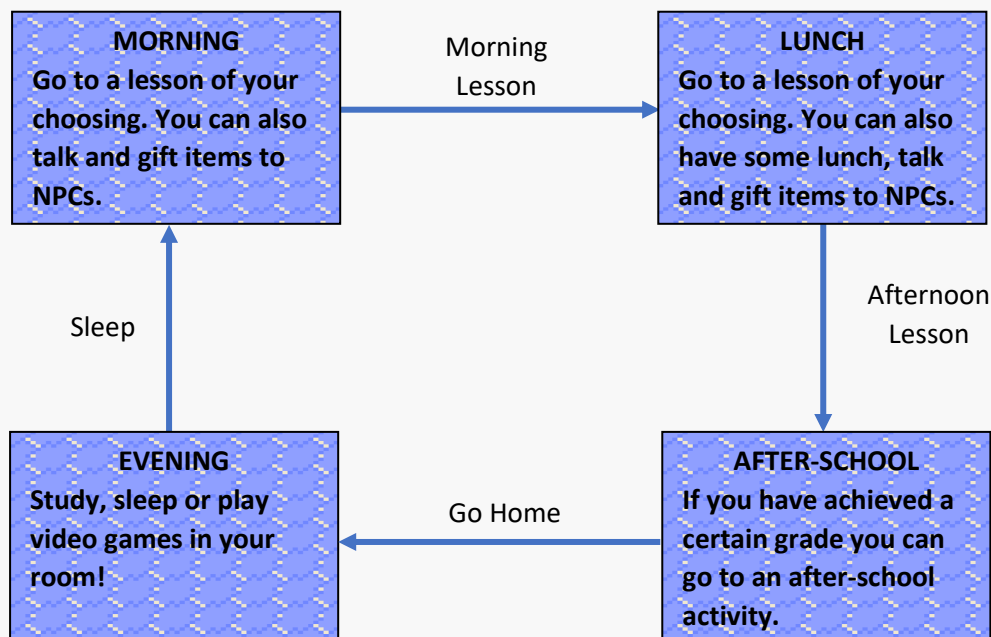 MORNING
Go to a lesson of your
choosing. You can also
talk and gift items to
NPCs.
Morning
Lesson
LUNCH
Go to a lesson of your
choosing. You can also
have some lunch, talk
and gift items to NPCs.
Sleep
Afternoon
Lesson
EVENING
Study, sleep or play
video games in your
room!
Go Home
AFTER-SCHOOL
If you have achieved a
certain grade you can
go to an after-school
activity.